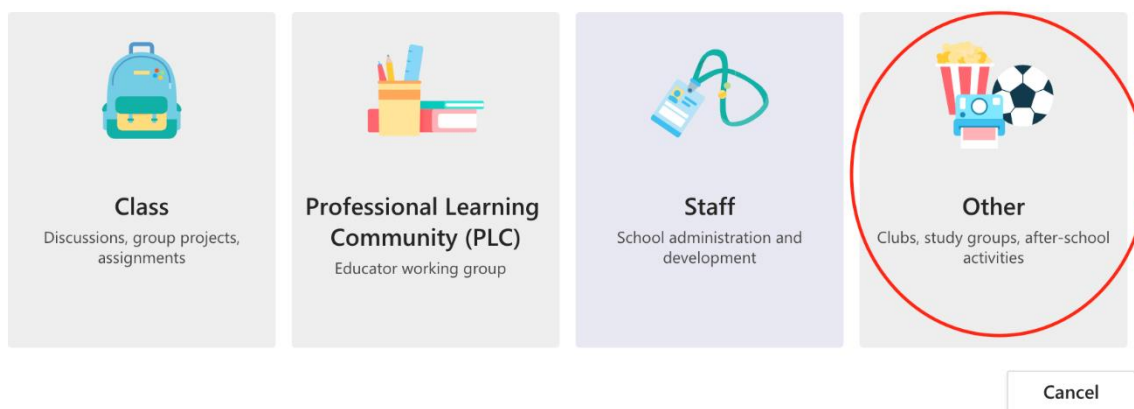 Class
Discussions, group projects,
assignments
Professional Learning
Community (PLC)
Educator working group
Staff
School administration and
development
Other
Clubs, study groups, after-school
activities
Cancel